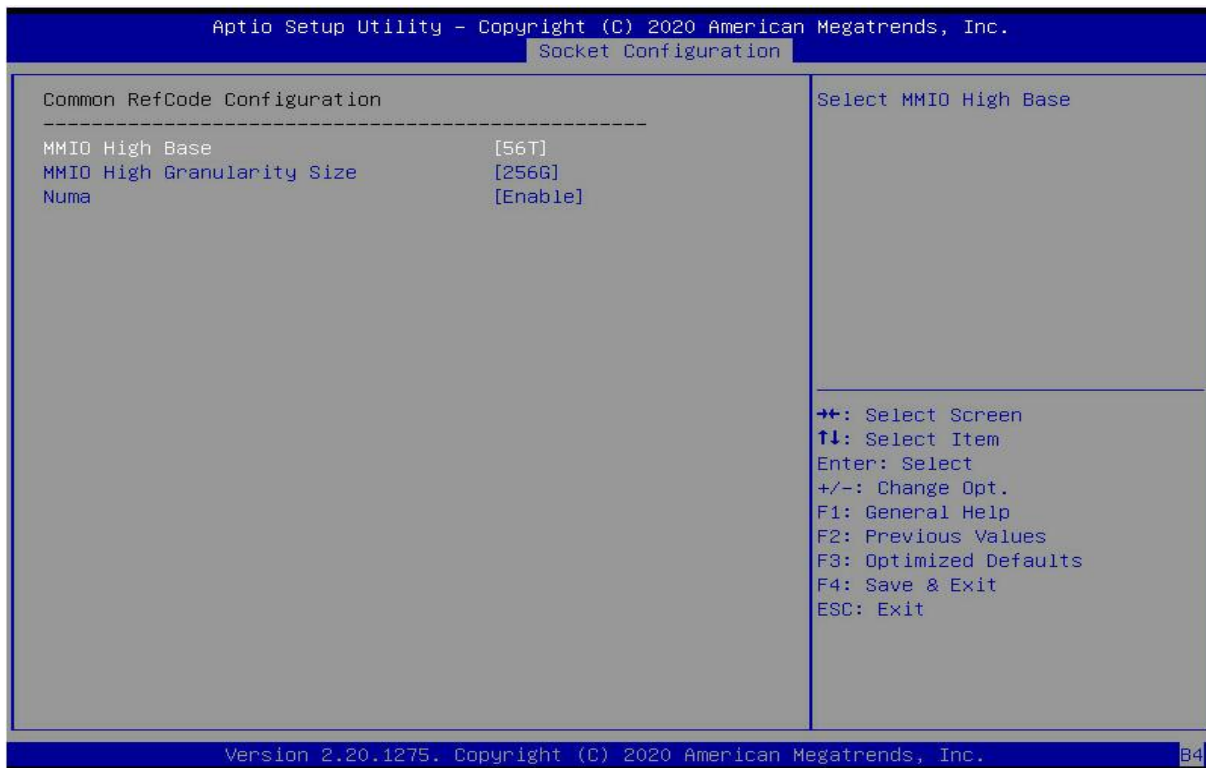 Aptio Setup Utility – Copyright (C) 2020 American Megatrends, Inc.
Socket Configuration
Common RefCode Configuration
--------------------------------------------------
MMIO High Base [56T]
MMIO High Granularity Size [256G]
Numa [Enable]
Select MMIO High Base
→←: Select Screen
↑↓: Select Item
Enter: Select
+/-: Change Opt.
F1: General Help
F2: Previous Values
F3: Optimized Defaults
F4: Save & Exit
ESC: Exit
Version 2.20.1275. Copyright (C) 2020 American Megatrends, Inc.
B4